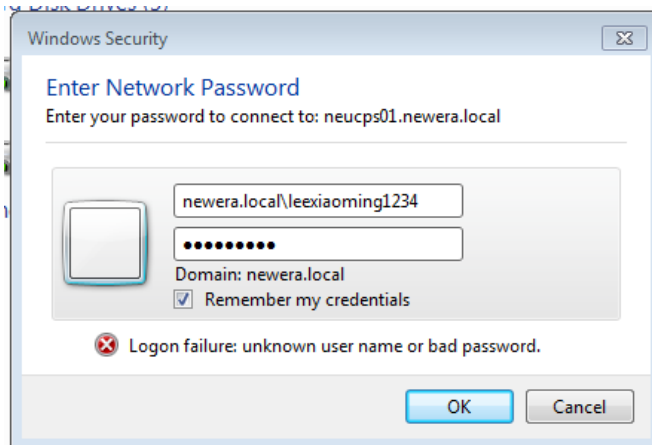 Windows Security
Enter Network Password
Enter your password to connect to: neucps01.newera.local
newera.local\leexiaoming1234
●●●●●●●●●
Domain: newera.local
Remember my credentials
Logon failure: unknown user name or bad password.
OK Cancel